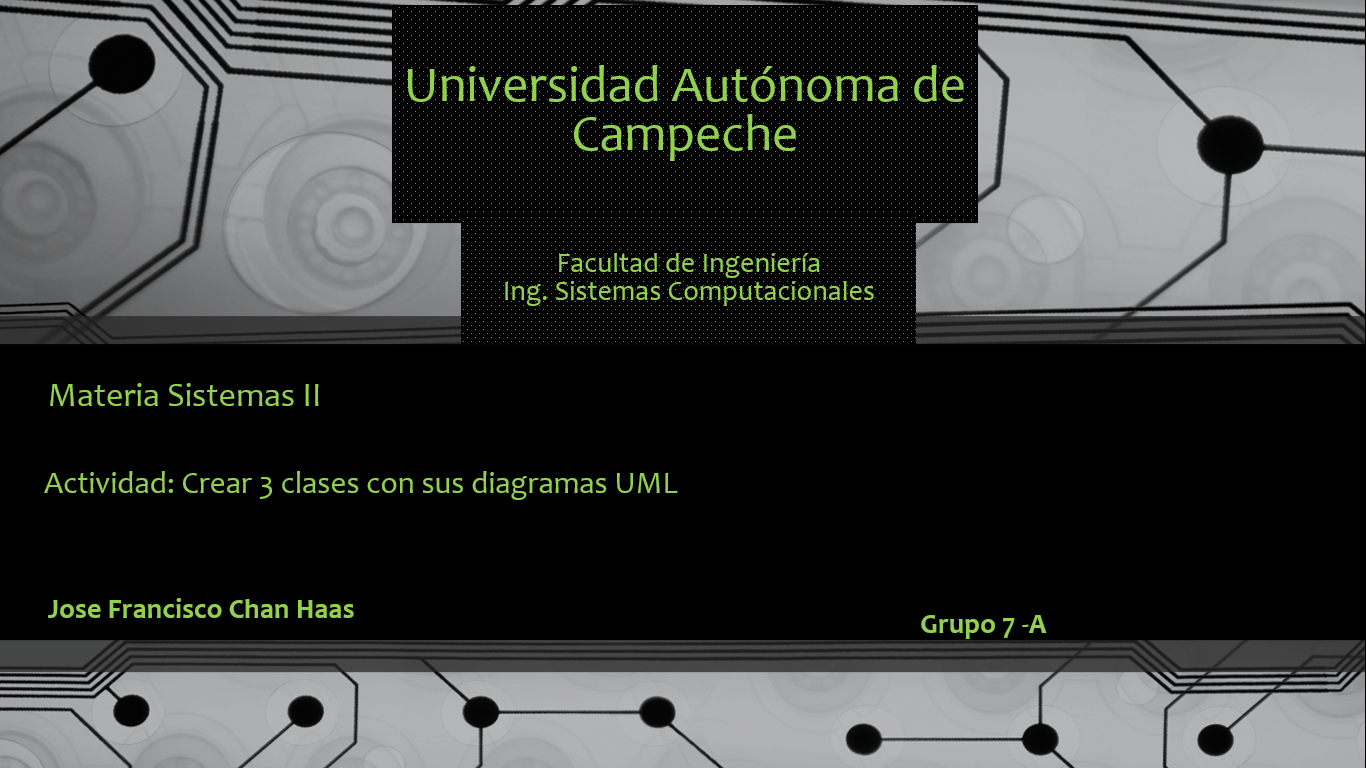 Universidad Autónoma de
Campeche
Facultad de Ingeniería
Ing. Sistemas Computacionales
Materia Sistemas II
Actividad: Crear 3 clases con sus diagramas UML
Jose Francisco Chan Haas
Grupo 7 -A